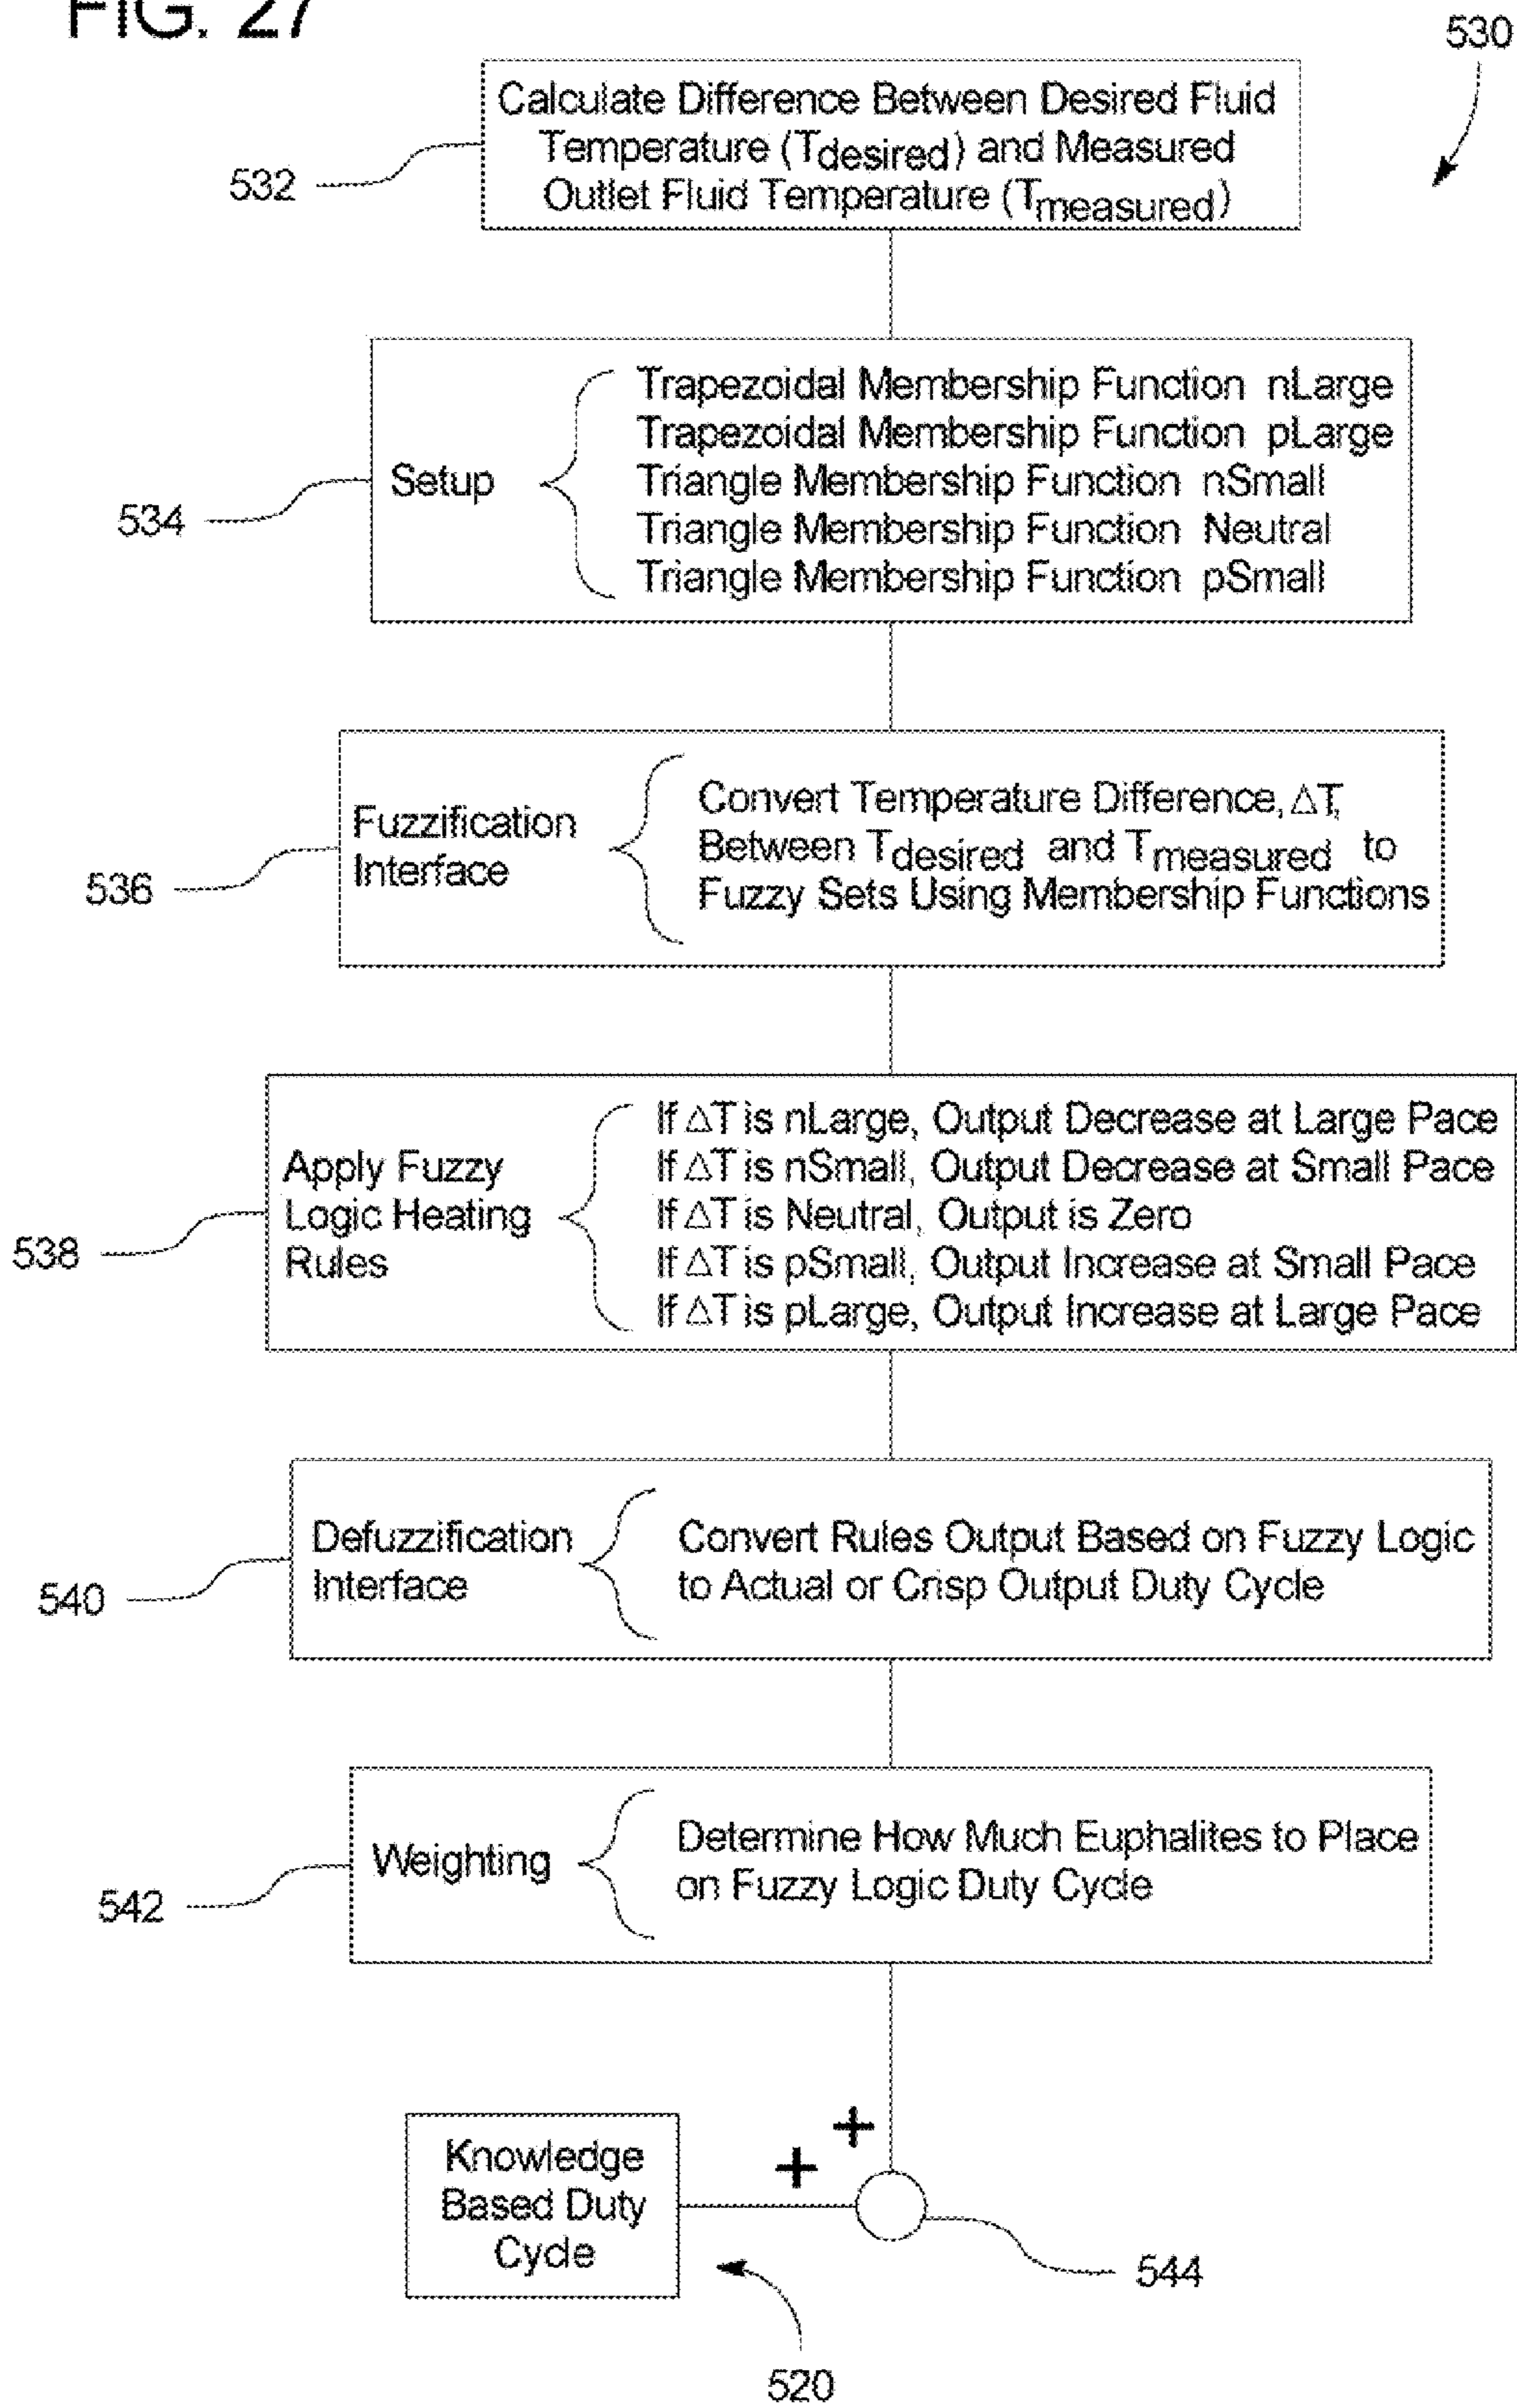 FIG. 27
530
Calculate Difference Between Desired Fluid
Temperature (Tdesired) and Measured
Outlet Fluid Temperature (Tmeasured)
532
Setup
Trapezoidal Membership Function nLarge
Trapezoidal Membership Function pLarge
Triangle Membership Function nSmall
Triangle Membership Function Neutral
Triangle Membership Function pSmall
534
Fuzzification
Interface
Convert Temperature Difference, ΔT,
Between Tdesired and Tmeasured to
Fuzzy Sets Using Membership Functions
536
Apply Fuzzy
Logic Heating
Rules
If ΔT is nLarge, Output Decrease at Large Pace
If ΔT is nSmall, Output Decrease at Small Pace
If ΔT is Neutral, Output is Zero
If ΔT is pSmall, Output Increase at Small Pace
If ΔT is pLarge, Output Increase at Large Pace
538
Defuzzification
Interface
Convert Rules Output Based on Fuzzy Logic
to Actual or Crisp Output Duty Cycle
540
Weighting
Determine How Much Euphalites to Place
on Fuzzy Logic Duty Cycle
542
+
+
Knowledge
Based Duty
Cycle
544
520